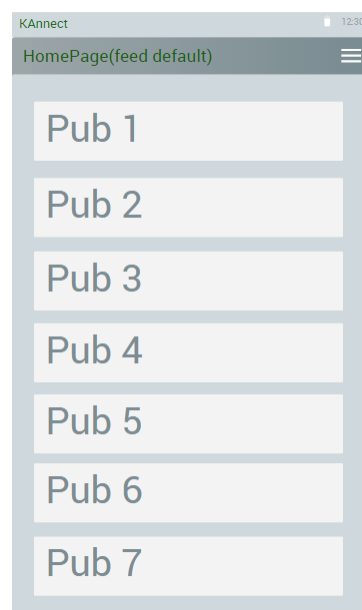 KAnnect
12:30
HomePage(feed default)
Pub 1
Pub 2
Pub 3
Pub 4
Pub 5
Pub 6
Pub 7